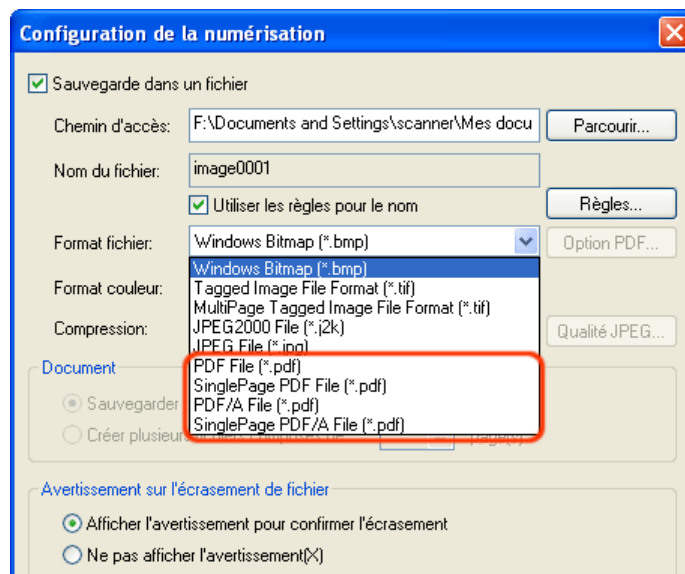 Configuration de la numérisation
Sauvegarde dans un fichier
Chemin d'accès: F:\Documents and Settings\scanner\Mes docu Parcourir...
Nom du fichier: image0001
Utiliser les règles pour le nom Règles...
Format fichier: Windows Bitmap (*.bmp) Option PDF...
Windows Bitmap (*.bmp)
Format couleur: Tagged Image File Format (*.tif)
MultiPage Tagged Image File Format (*.tif)
Compression: JPEG2000 File (*.j2k) Qualité JPEG...
JPEG File (*.jpg)
Document PDF File (*.pdf)
SinglePage PDF File (*.pdf)
Sauvegarder PDF/A File (*.pdf)
SinglePage PDF/A File (*.pdf)
Créer
Avertissement sur l'écrasement de fichier
Afficher l'avertissement pour confirmer l'écrasement
Ne pas afficher l'avertissement(X)